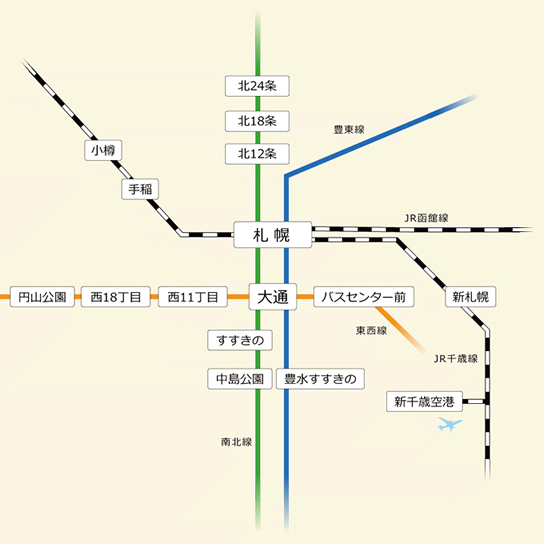 北24条
北18条
豊東線
小樽
北12条
手稲
JR函館線
札幌
円山公園
西18丁目
西11丁目
大通
バスセンター前
新札幌
東西線
すすきの
JR千歳線
中島公園
豊水すすきの
新千歳空港
南北線